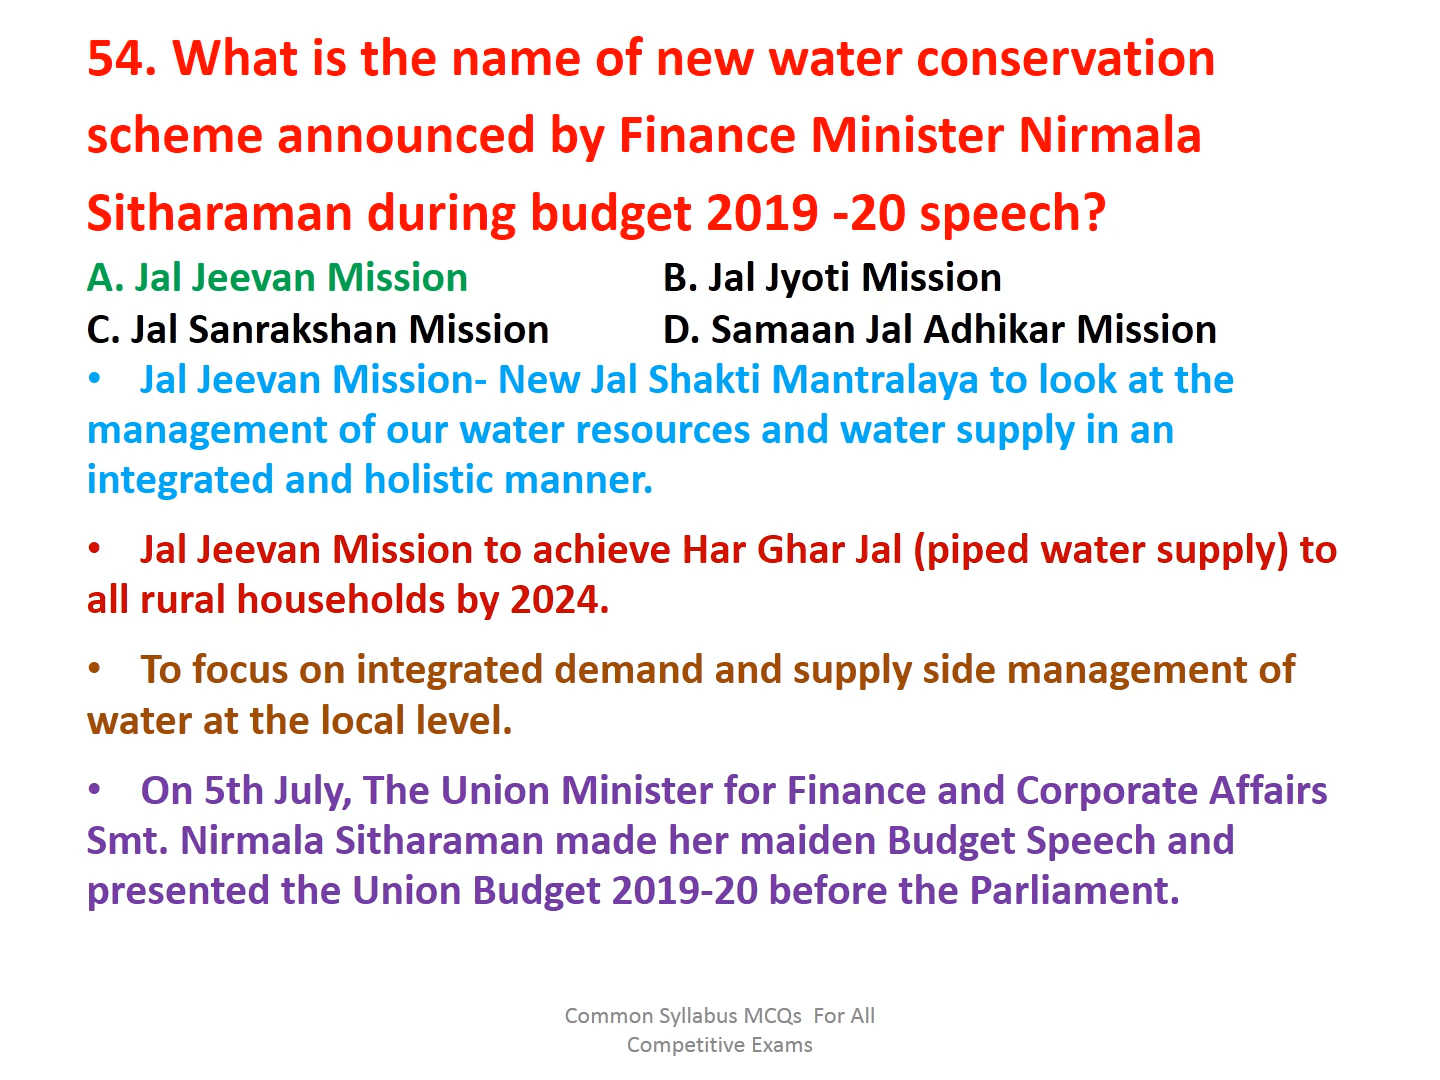 54. What is the name of new water conservation
scheme announced by Finance Minister Nirmala
Sitharaman during budget 2019 -20 speech?
A. Jal Jeevan Mission B. Jal Jyoti Mission
C. Jal Sanrakshan Mission D. Samaan Jal Adhikar Mission
• Jal Jeevan Mission- New Jal Shakti Mantralaya to look at the
management of our water resources and water supply in an
integrated and holistic manner.
• Jal Jeevan Mission to achieve Har Ghar Jal (piped water supply) to
all rural households by 2024.
• To focus on integrated demand and supply side management of
water at the local level.
• On 5th July, The Union Minister for Finance and Corporate Affairs
Smt. Nirmala Sitharaman made her maiden Budget Speech and
presented the Union Budget 2019-20 before the Parliament.
Common Syllabus MCQs For All
Competitive Exams